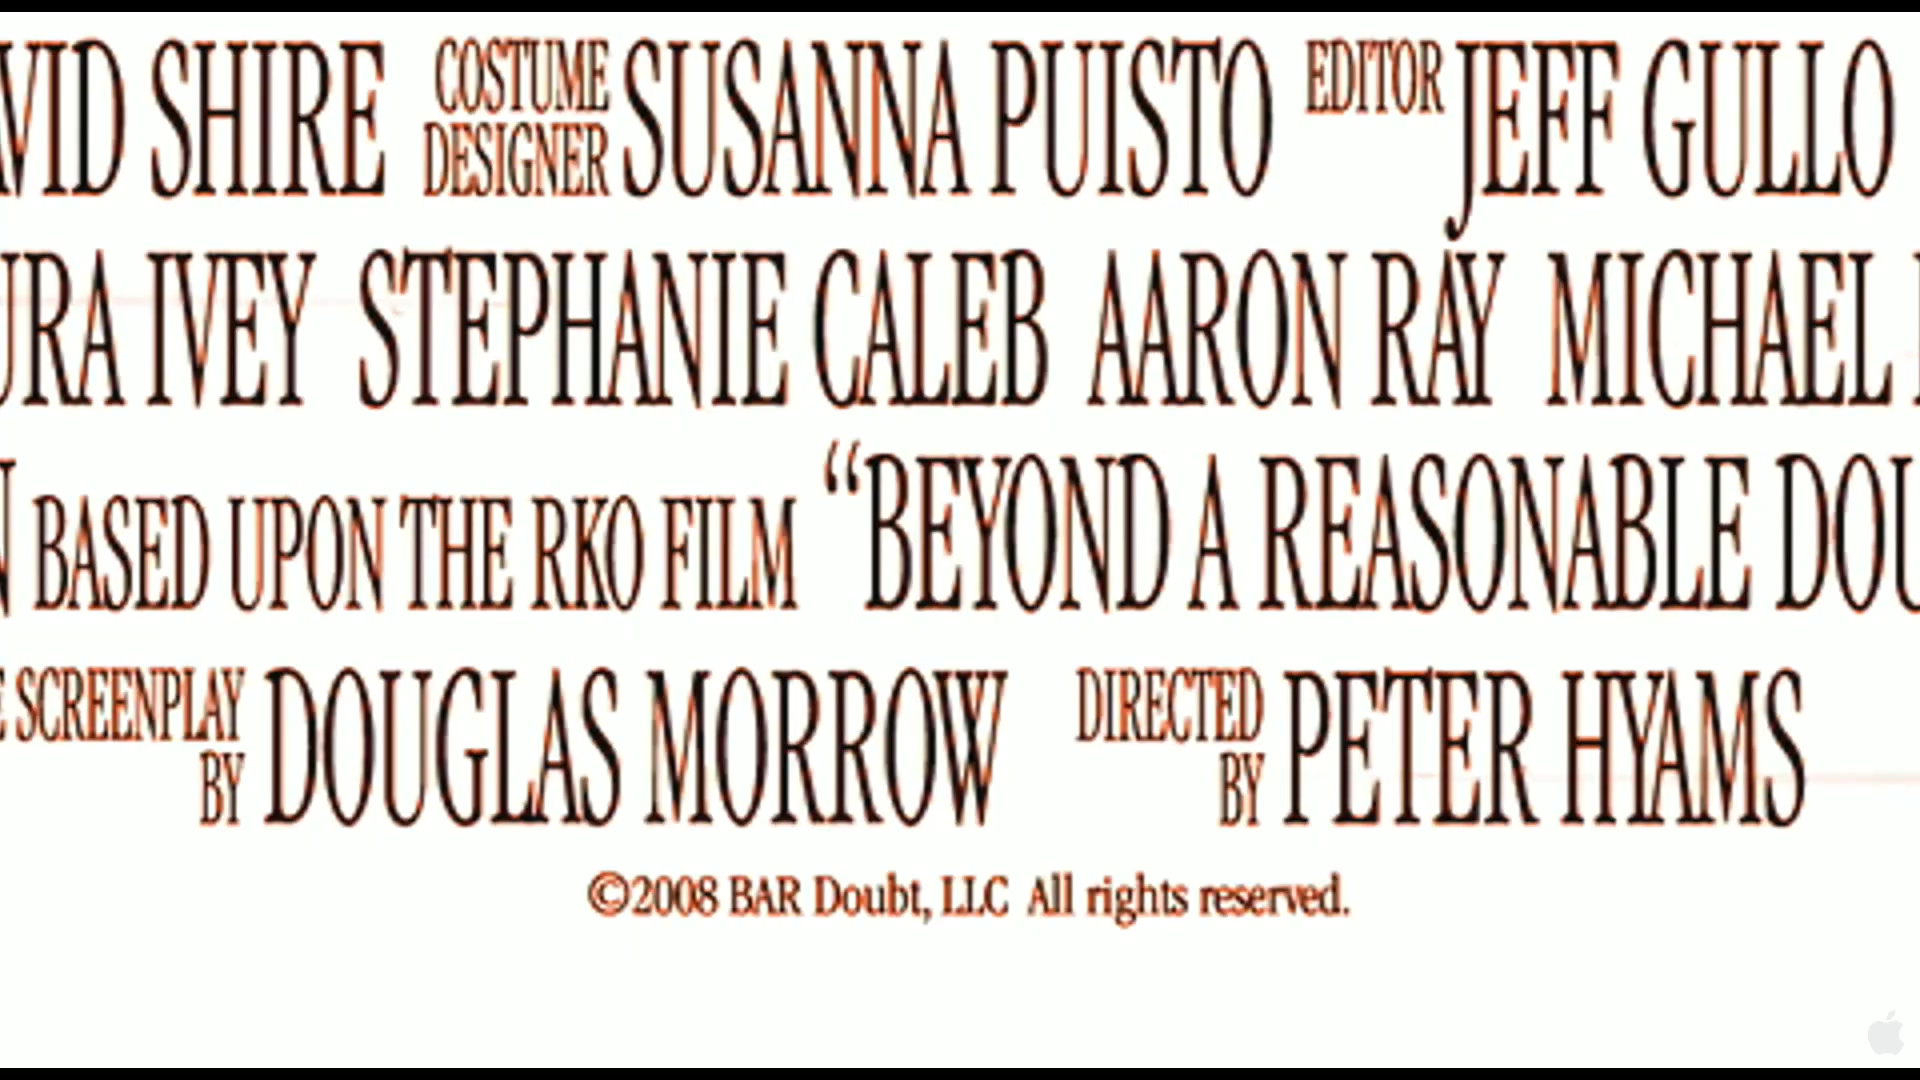 VID SHIRE COSTUME DESIGNER SUSANNA PUISTO EDITOR JEFF GULLO
URA IVEY STEPHANIE CALEB AARON RAY MICHAEL
N BASED UPON THE RKO FILM “BEYOND A REASONABLE DOU
E SCREENPLAY BY DOUGLAS MORROW DIRECTED BY PETER HYAMS
©2008 BAR Doubt, LLC All rights reserved.